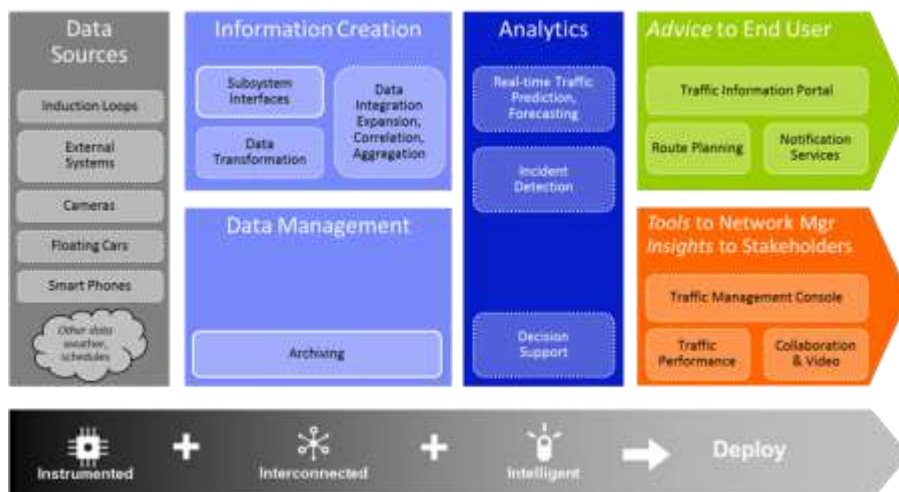 Data
Sources
Induction Loops
External
Systems
Cameras
Floating Cars
Smart Phones
Other data
weather,
schedules
Information Creation
Subsystem
Interfaces
Data
Transformation
Data
Integration
Expansion,
Correlation,
Aggragation
Data Management
Archiving
Analytics
Real-time Traffic
Prediction,
Forecasting
Incident
Detection
Decision
Support
Advice to End User
Traffic Information Portal
Route Planning
Notification
Services
Tools to Network Mgr
Insights to Stakeholders
Traffic Management Console
Traffic
Performance
Collaboration
& Video
Instrumented
+
Interconnected
+
Intelligent
Deploy